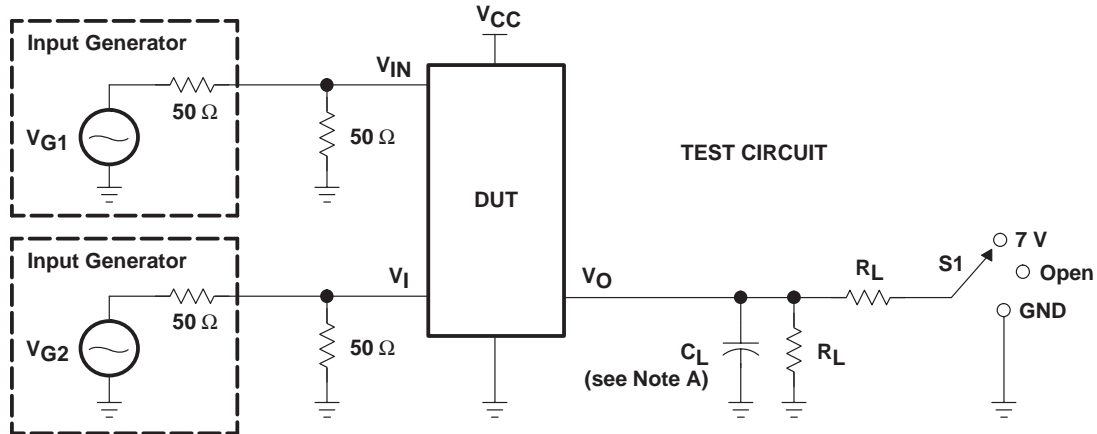 V_CC
Input Generator
V_IN
50 Ω
V_G1
50 Ω
TEST CIRCUIT
DUT
Input Generator
V_I
V_O
50 Ω
V_G2
50 Ω
C_L
(see Note A)
R_L
R_L
S1
7 V
Open
GND